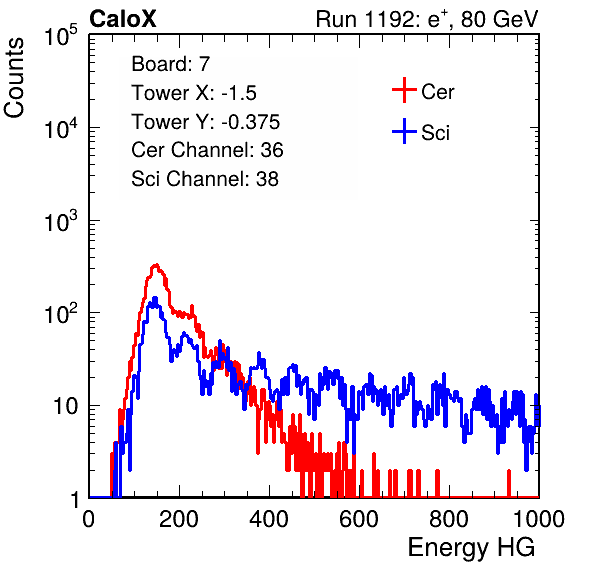 CaloX Run 1192: e⁺, 80 GeV
Counts
Board: 7
Tower X: -1.5
Tower Y: -0.375
Cer Channel: 36
Sci Channel: 38
Cer
Sci
10⁵
10⁴
10³
10²
10
1
0 200 400 600 800 1000
Energy HG